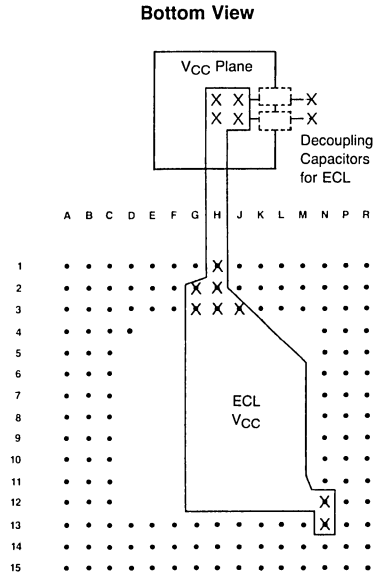 Bottom View
VCC Plane
X X X
X X X
Decoupling
Capacitors
for ECL
A B C D E F G H J K L M N P R
1 X
2 X X
3 X X X
4
5
6
7
8
9
10
11
12 X
13 X
14
15
ECL
VCC